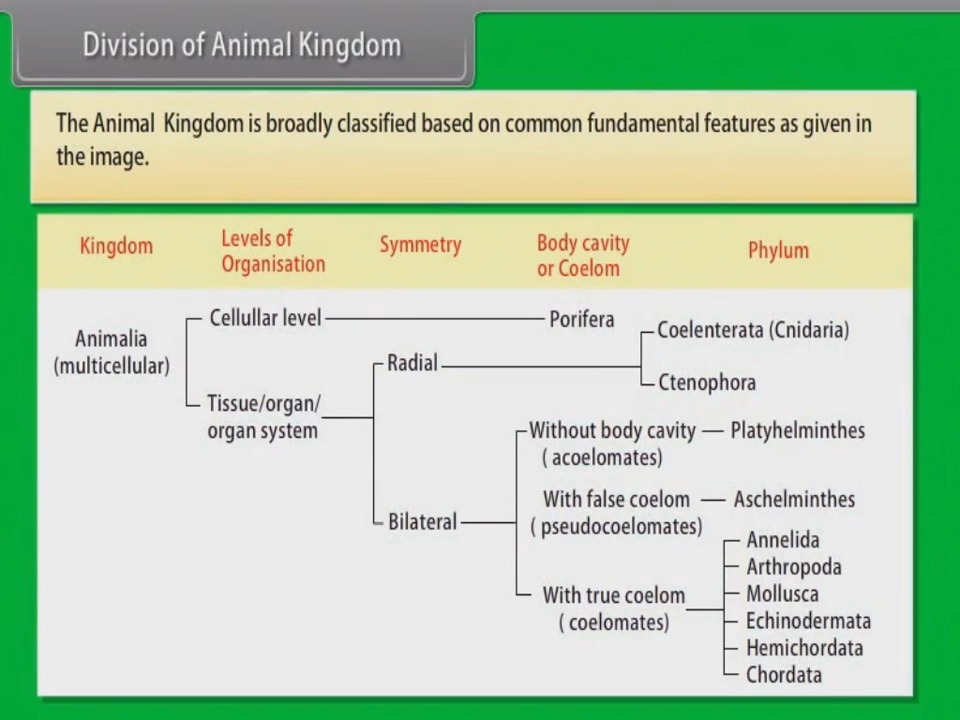 Division of Animal Kingdom
The Animal Kingdom is broadly classified based on common fundamental features as given in
the image.
Kingdom
Levels of
Organisation
Symmetry
Body cavity
or Coelom
Phylum
Animalia
(multicellular)
Cellullar level
Porifera
Tissue/organ/
organ system
Radial
Coelenterata (Cnidaria)
Ctenophora
Bilateral
Without body cavity
( acoelomates)
Platyhelminthes
With false coelom
( pseudocoelomates)
Aschelminthes
With true coelom
( coelomates)
Annelida
Arthropoda
Mollusca
Echinodermata
Hemichordata
Chordata